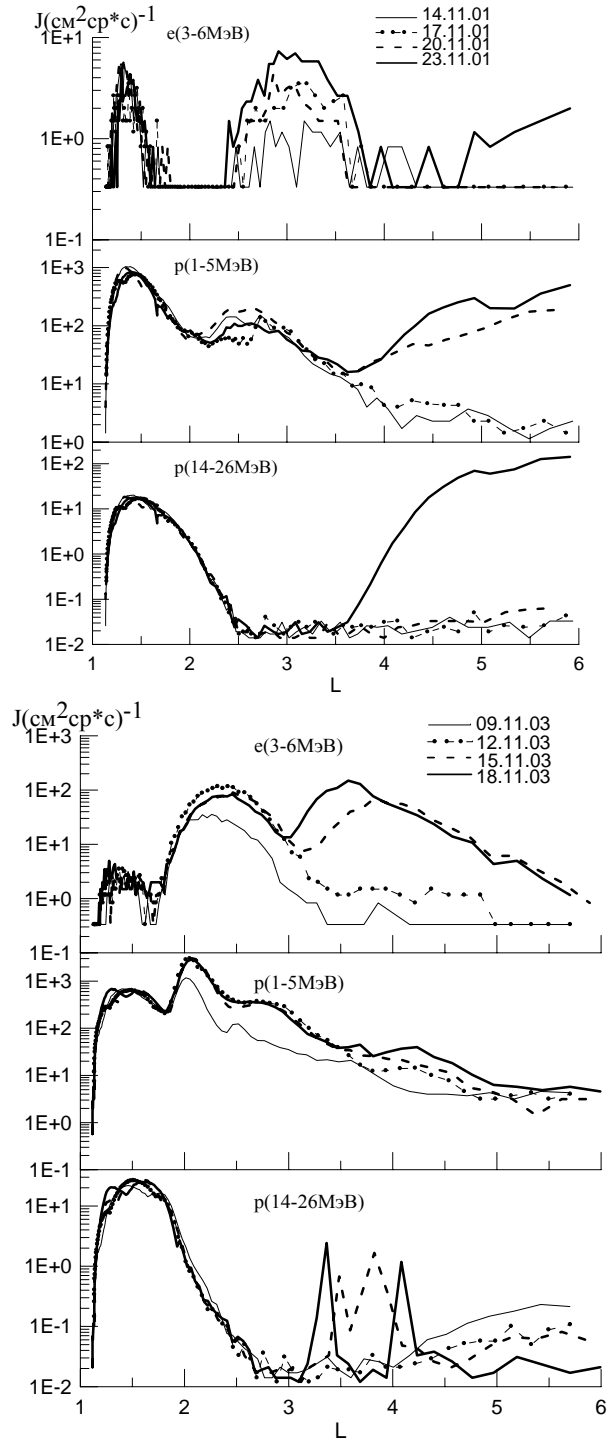 J(см²ср*с)⁻¹
e(3-6МэВ)
14.11.01
17.11.01
20.11.01
23.11.01
1E+1
1E+0
1E-1
p(1-5МэВ)
1E+3
1E+2
1E+1
1E+0
p(14-26МэВ)
1E+2
1E+1
1E+0
1E-1
1E-2
1 2 3 4 5 6
L
J(см²ср*с)⁻¹
e(3-6МэВ)
09.11.03
12.11.03
15.11.03
18.11.03
1E+3
1E+2
1E+1
1E+0
1E-1
p(1-5МэВ)
1E+3
1E+2
1E+1
1E+0
1E-1
p(14-26МэВ)
1E+1
1E+0
1E-1
1E-2
1 2 3 4 5 6
L